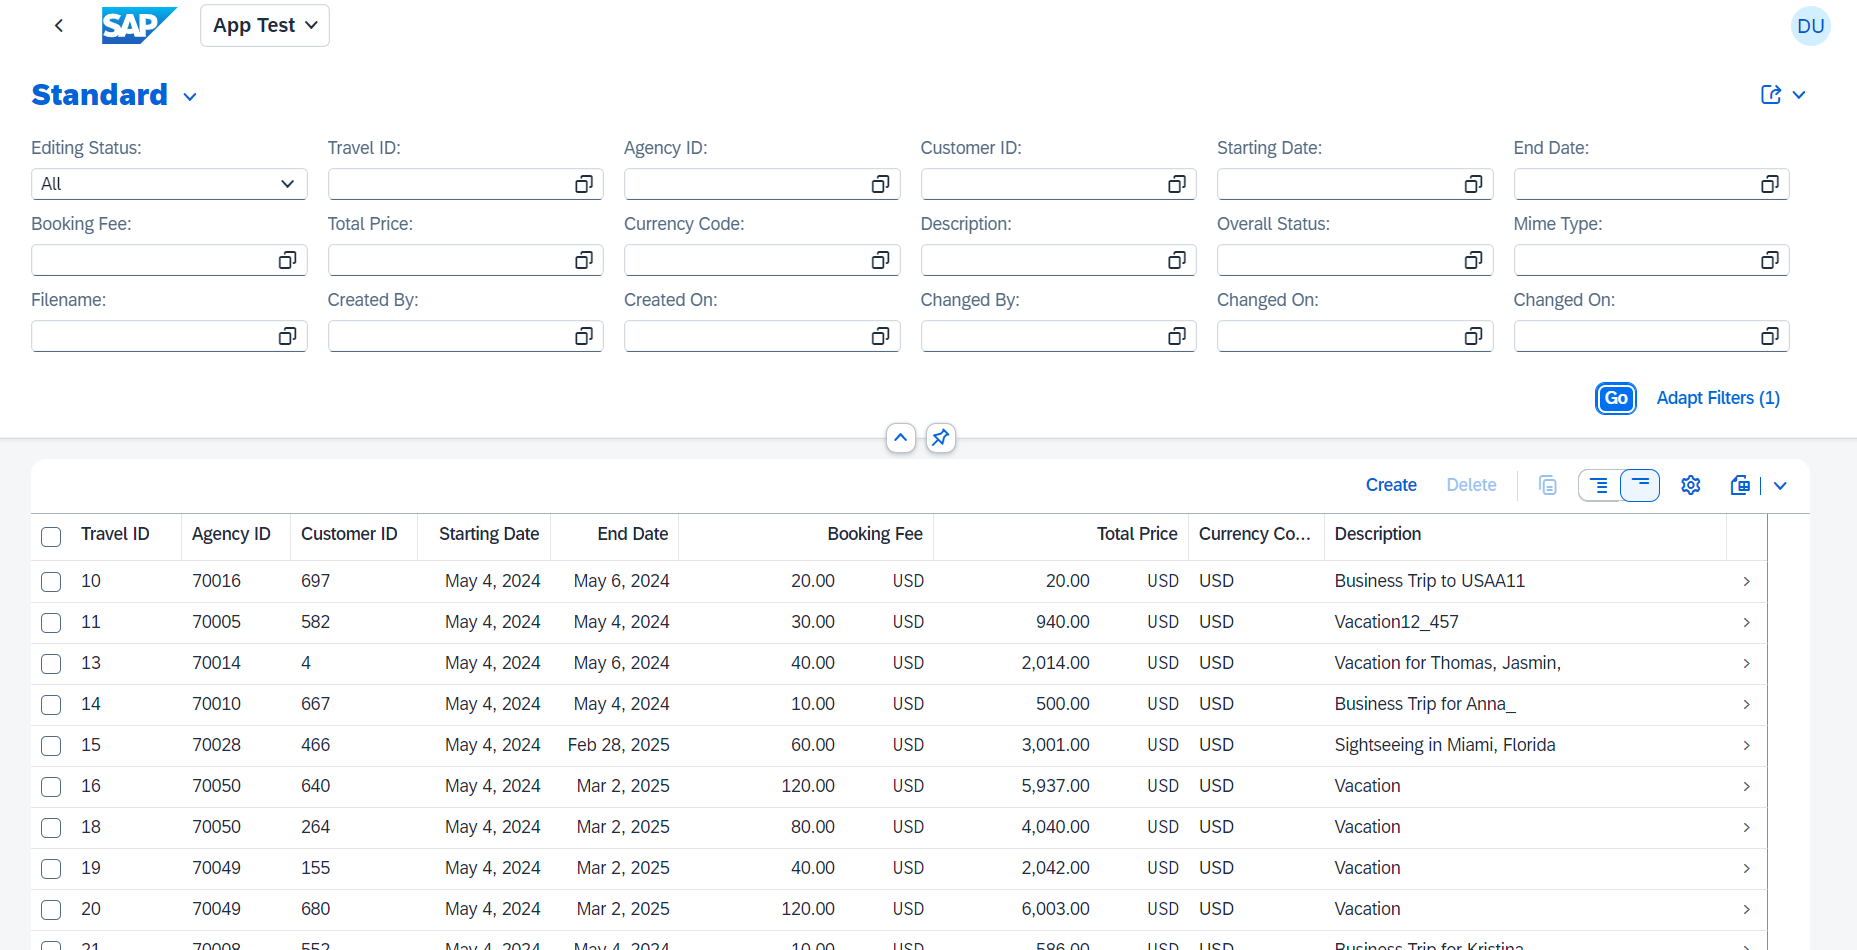 SAP App Test DU
Standard
Editing Status: Travel ID: Agency ID: Customer ID: Starting Date: End Date:
All
Booking Fee: Total Price: Currency Code: Description: Overall Status: Mime Type:
Filename: Created By: Created On: Changed By: Changed On: Changed On:
Go Adapt Filters (1)
Create Delete
Travel ID Agency ID Customer ID Starting Date End Date Booking Fee Total Price Currency Co... Description
10 70016 697 May 4, 2024 May 6, 2024 20.00 USD 20.00 USD USD Business Trip to USAA11
11 70005 582 May 4, 2024 May 4, 2024 30.00 USD 940.00 USD USD Vacation12_457
13 70014 4 May 4, 2024 May 6, 2024 40.00 USD 2,014.00 USD USD Vacation for Thomas, Jasmin,
14 70010 667 May 4, 2024 May 4, 2024 10.00 USD 500.00 USD USD Business Trip for Anna_
15 70028 466 May 4, 2024 Feb 28, 2025 60.00 USD 3,001.00 USD USD Sightseeing in Miami, Florida
16 70050 640 May 4, 2024 Mar 2, 2025 120.00 USD 5,937.00 USD USD Vacation
18 70050 264 May 4, 2024 Mar 2, 2025 80.00 USD 4,040.00 USD USD Vacation
19 70049 155 May 4, 2024 Mar 2, 2025 40.00 USD 2,042.00 USD USD Vacation
20 70049 680 May 4, 2024 Mar 2, 2025 120.00 USD 6,003.00 USD USD Vacation
21 70008 552 May 4, 2024 May 4, 2024 10.00 USD 586.00 USD USD Business Trip for Kristina